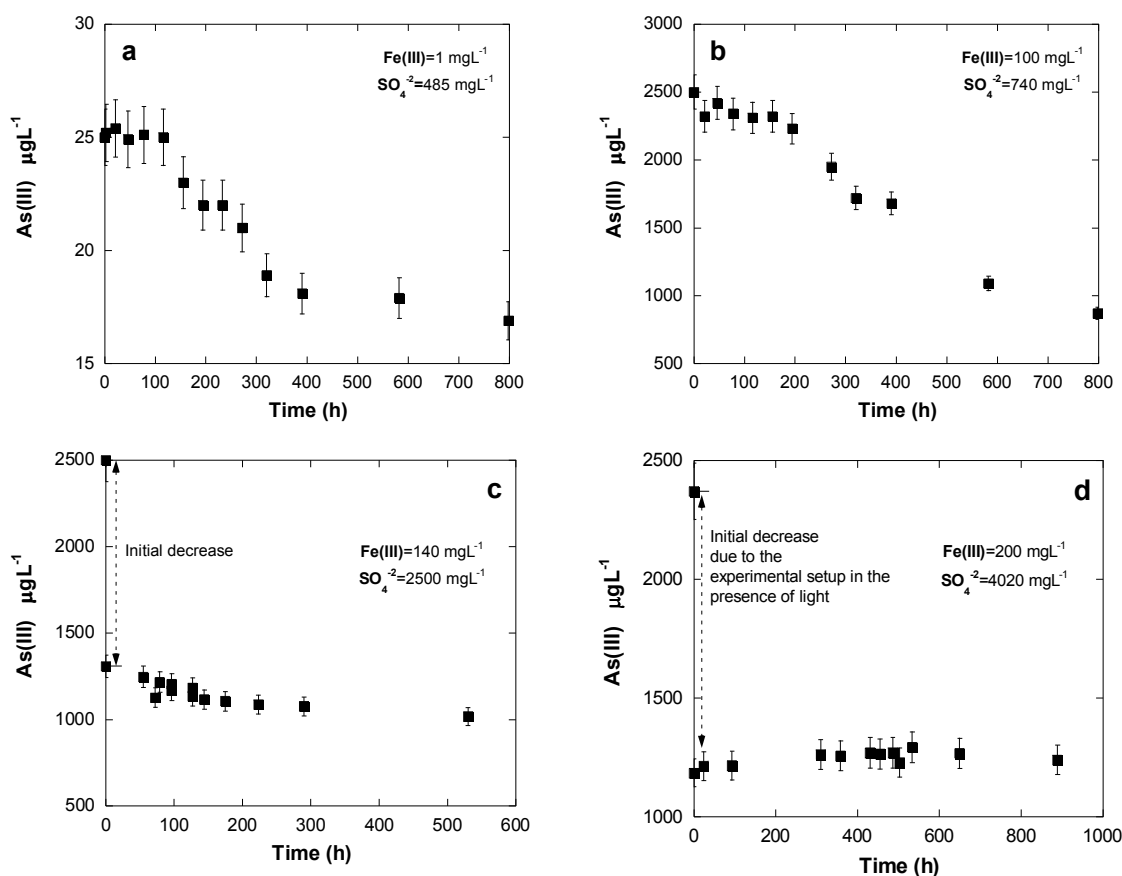 a
Fe(III)=1 mgL-1
SO4-2=485 mgL-1
As(III) μgL-1
30
25
20
15
0 100 200 300 400 500 600 700 800
Time (h)
b
Fe(III)=100 mgL-1
SO4-2=740 mgL-1
As(III) μgL-1
3000
2500
2000
1500
1000
500
0 200 400 600 800
Time (h)
c
Initial decrease
Fe(III)=140 mgL-1
SO4-2=2500 mgL-1
As(III) μgL-1
2500
2000
1500
1000
500
0 100 200 300 400 500 600
Time (h)
d
Initial decrease
due to the
experimental setup in the
presence of light
Fe(III)=200 mgL-1
SO4-2=4020 mgL-1
As(III) μgL-1
2500
2200
1900
1600
1300
1000
0 200 400 600 800 1000
Time (h)